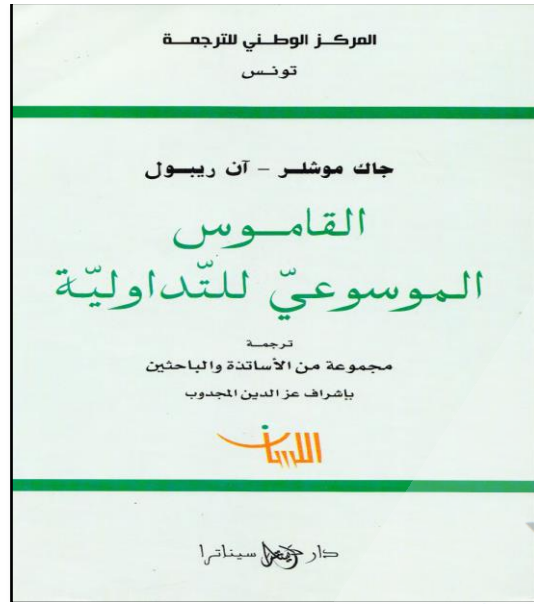 المركز الوطني للترجمة
تونس
جاك موشلر - آن ريبول
القاموس
الموسوعيّ للتّداوليّة
ترجمة
مجموعة من الأساتذة والباحثين
بإشراف عز الدين المجدوب
اللسان
دار سيناترا